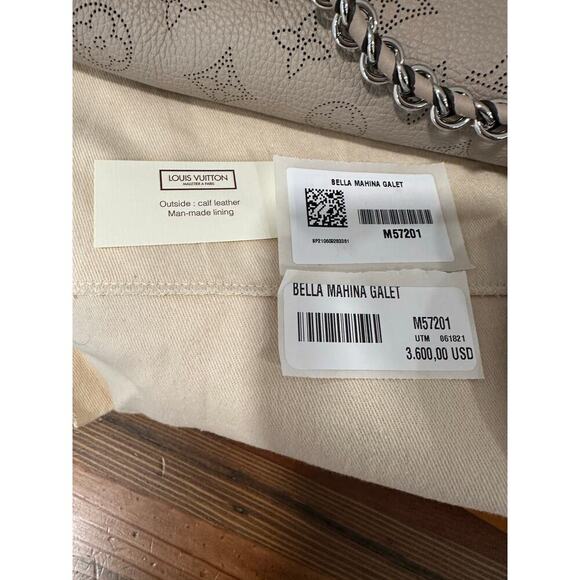 LOUIS VUITTON
MALLETIER A PARIS
Outside : calf leather
Man-made lining
BELLA MAHINA GALET
M57201
BELLA MAHINA GALET
M57201
UTM 061821
3.600,00 USD